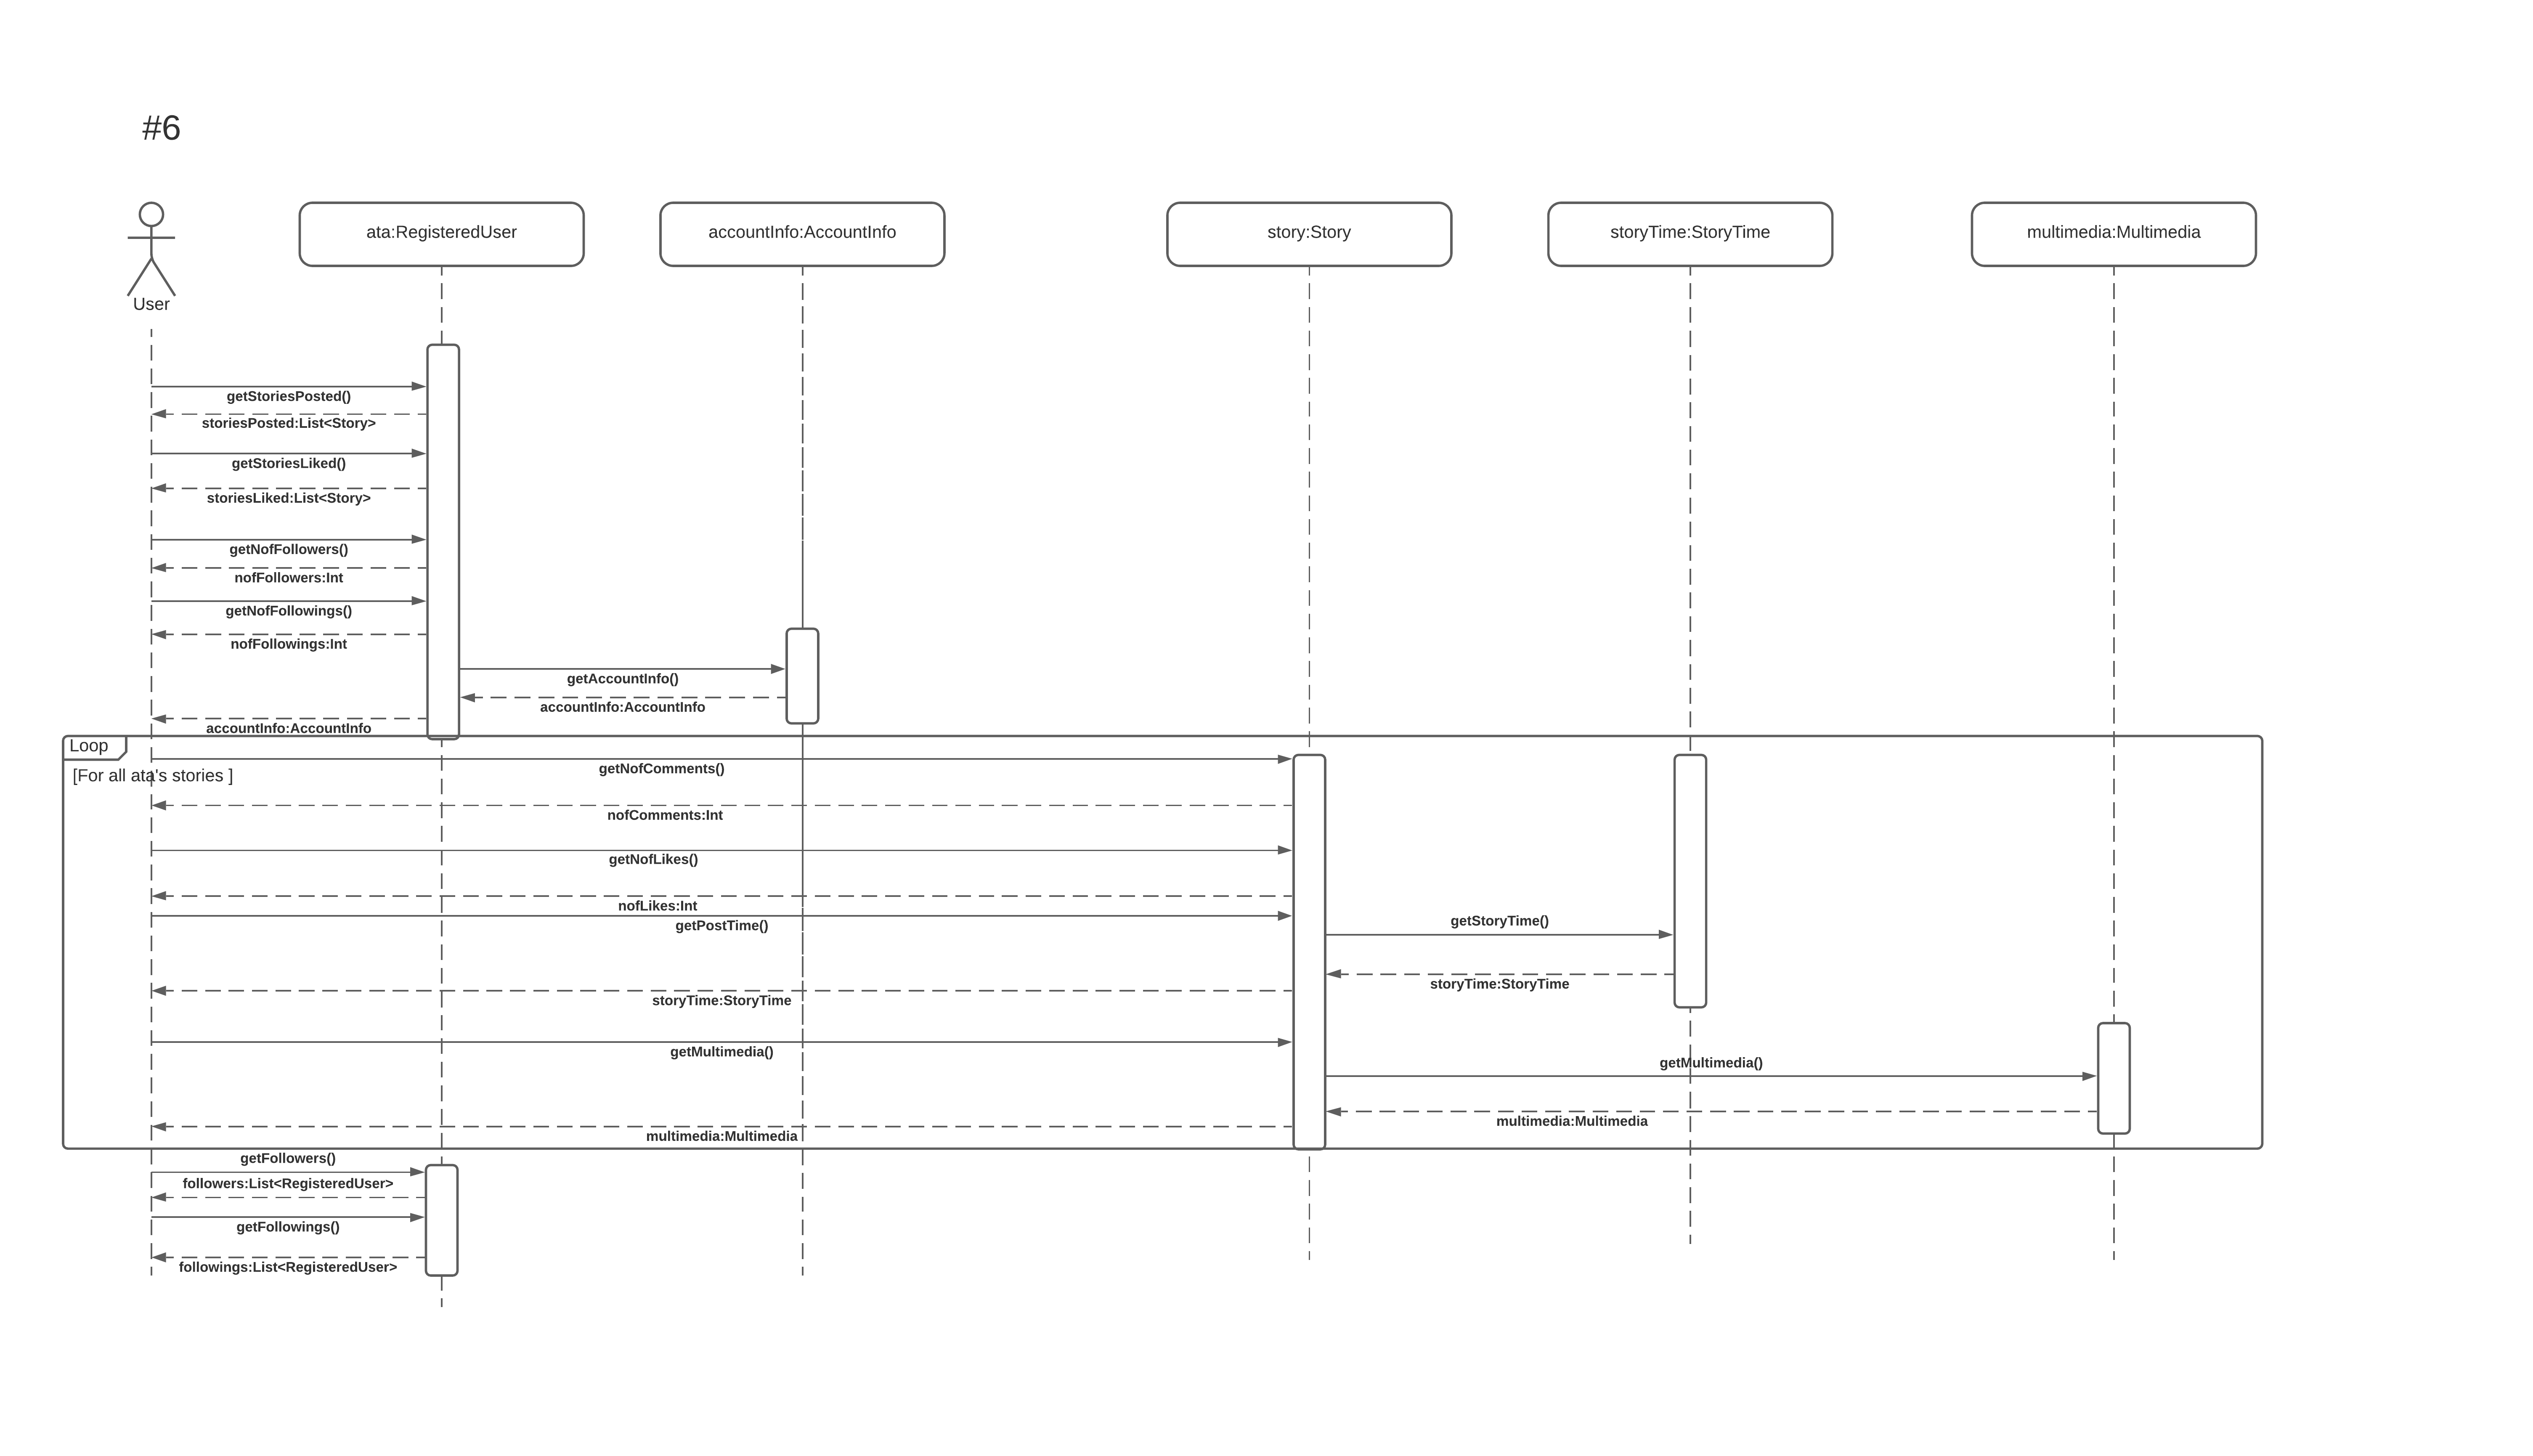 #6
User
ata:RegisteredUser
accountInfo:AccountInfo
story:Story
storyTime:StoryTime
multimedia:Multimedia
getStoriesPosted()
storiesPosted:List<Story>
getStoriesLiked()
storiesLiked:List<Story>
getNofFollowers()
nofFollowers:Int
getNofFollowings()
nofFollowings:Int
getAccountInfo()
accountInfo:AccountInfo
accountInfo:AccountInfo
Loop
[For all ata's stories ]
getNofComments()
nofComments:Int
getNofLikes()
nofLikes:Int
getPostTime()
getStoryTime()
storyTime:StoryTime
storyTime:StoryTime
getMultimedia()
getMultimedia()
multimedia:Multimedia
multimedia:Multimedia
getFollowers()
followers:List<RegisteredUser>
getFollowings()
followings:List<RegisteredUser>